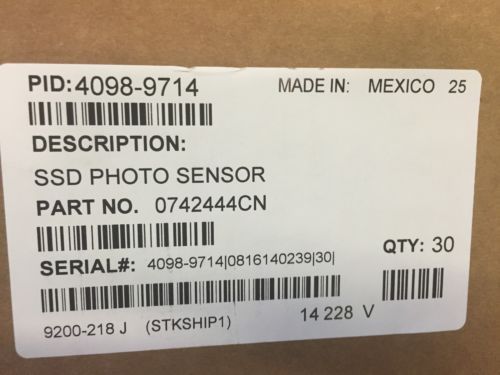 PID: 4098-9714 MADE IN: MEXICO 25
DESCRIPTION:
SSD PHOTO SENSOR
PART NO. 0742444CN
QTY: 30
SERIAL#: 4098-9714|0816140239|30|
9200-218 J (STKSHIP1) 14 228 V